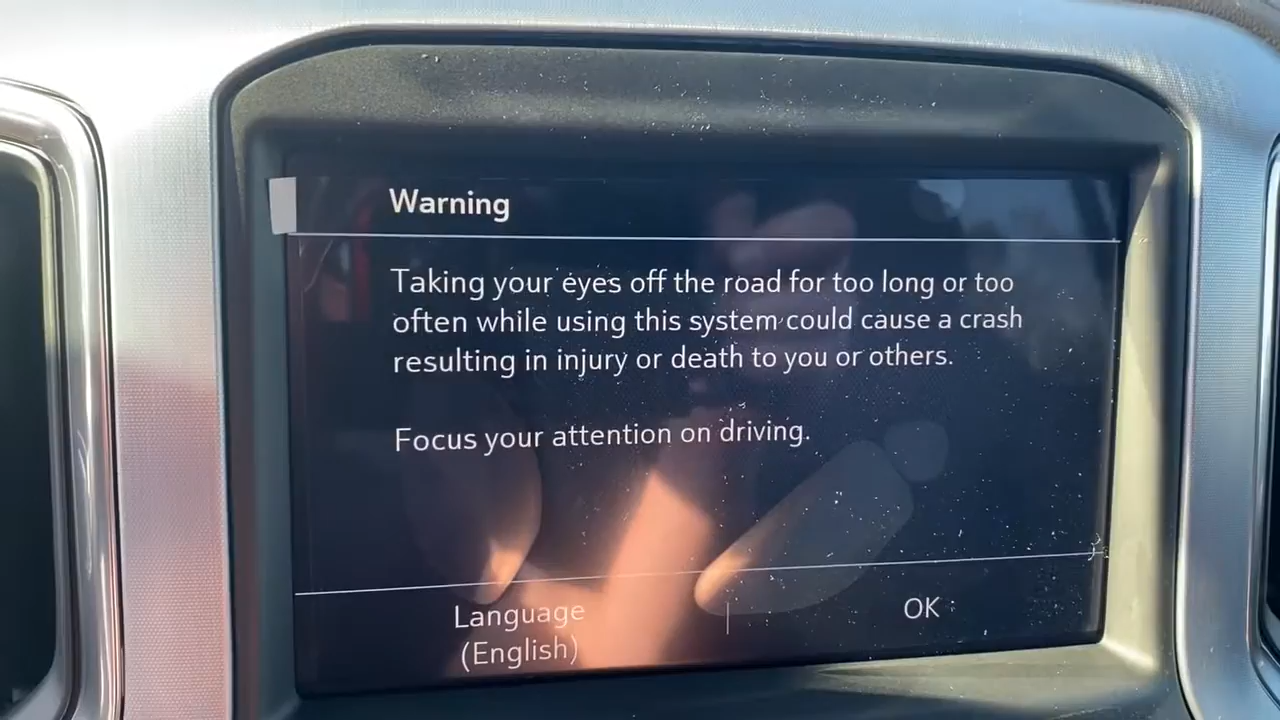 Warning
Taking your eyes off the road for too long or too
often while using this system could cause a crash
resulting in injury or death to you or others.
Focus your attention on driving.
Language
(English)
OK